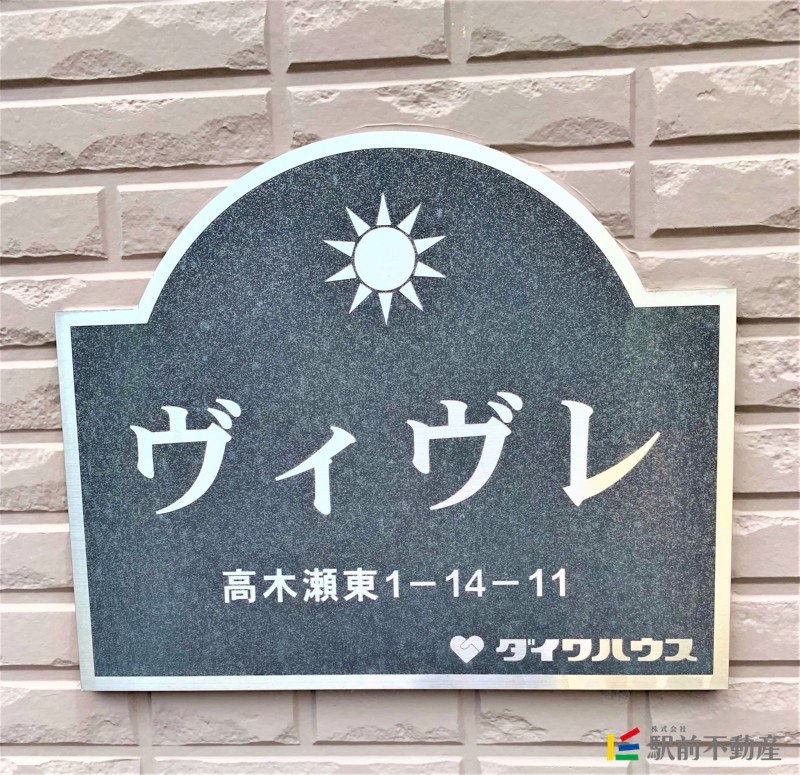 ヴィヴレ
高木瀬東1-14-11
ダイワハウス
株式会社
駅前不動産